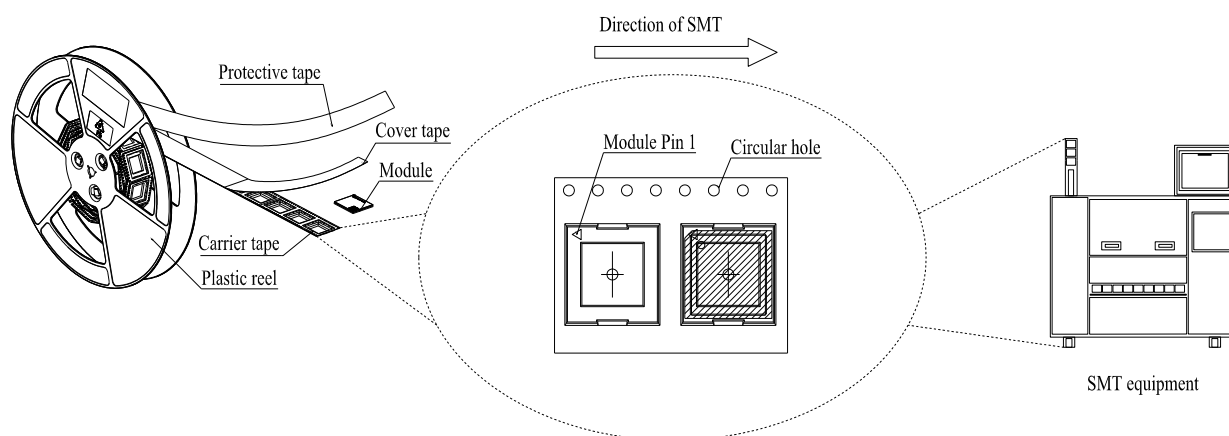 Direction of SMT
Protective tape
Cover tape
Module
Carrier tape
Plastic reel
Module Pin 1
Circular hole
SMT equipment